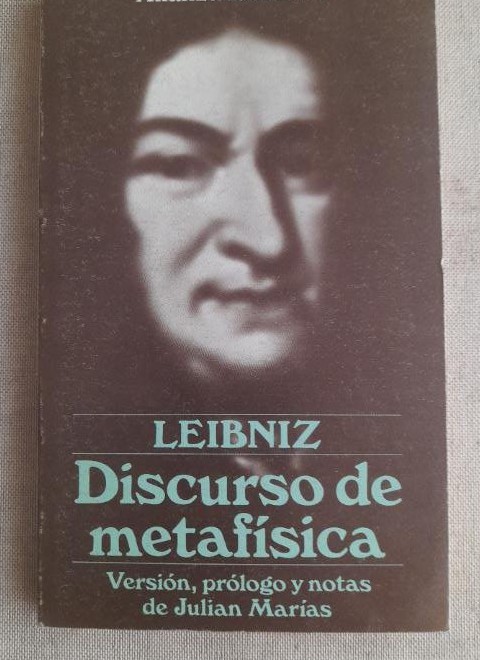 LEIBNIZ
Discurso de
metafísica
Versión, prólogo y notas
de Julian Marías